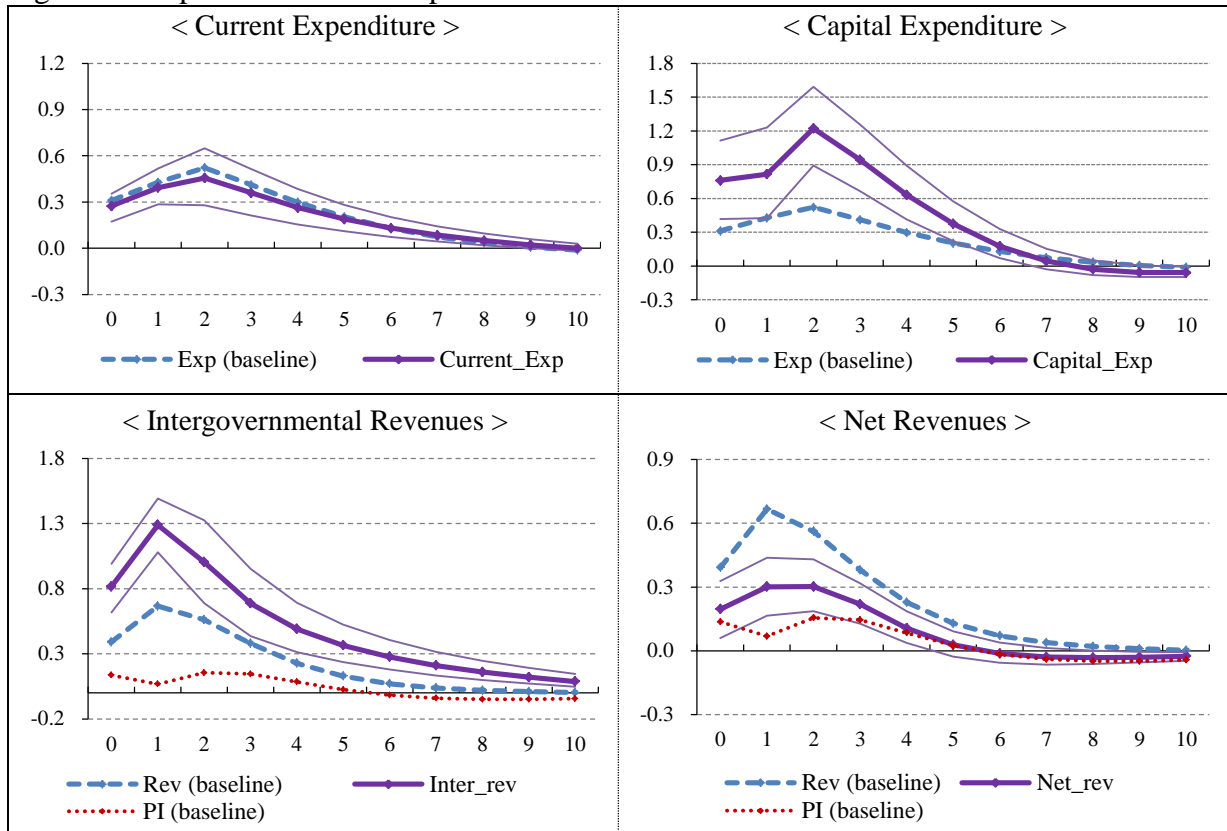 < Current Expenditure >
1.2
0.9
0.6
0.3
0.0
-0.3
0 1 2 3 4 5 6 7 8 9 10
Exp (baseline) Current_Exp
< Capital Expenditure >
1.8
1.5
1.2
0.9
0.6
0.3
0.0
-0.3
0 1 2 3 4 5 6 7 8 9 10
Exp (baseline) Capital_Exp
< Intergovernmental Revenues >
1.8
1.3
0.8
0.3
-0.2
0 1 2 3 4 5 6 7 8 9 10
Rev (baseline) Inter_rev
PI (baseline)
< Net Revenues >
0.9
0.6
0.3
0.0
-0.3
0 1 2 3 4 5 6 7 8 9 10
Rev (baseline) Net_rev
PI (baseline)